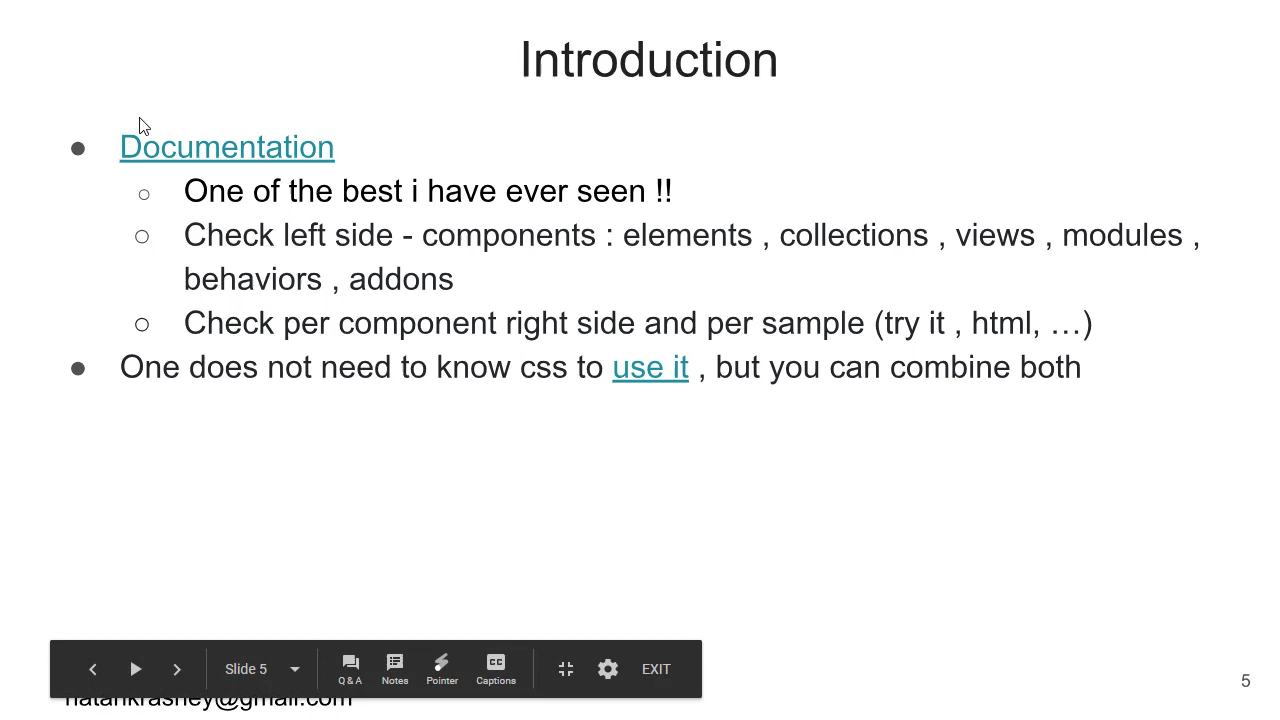 Introduction
● Documentation
○ One of the best i have ever seen !!
○ Check left side - components : elements , collections , views , modules ,
behaviors , addons
○ Check per component right side and per sample (try it , html, …)
● One does not need to know css to use it , but you can combine both
Slide 5
Q & A
Notes
Pointer
CC
Captions
EXIT
5